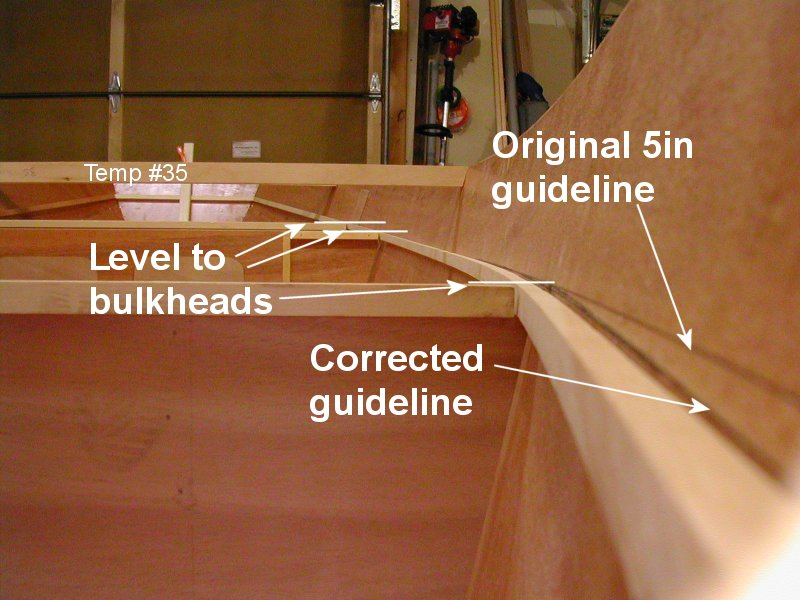 Original 5in
guideline
Temp #35
Level to
bulkheads
Corrected
guideline